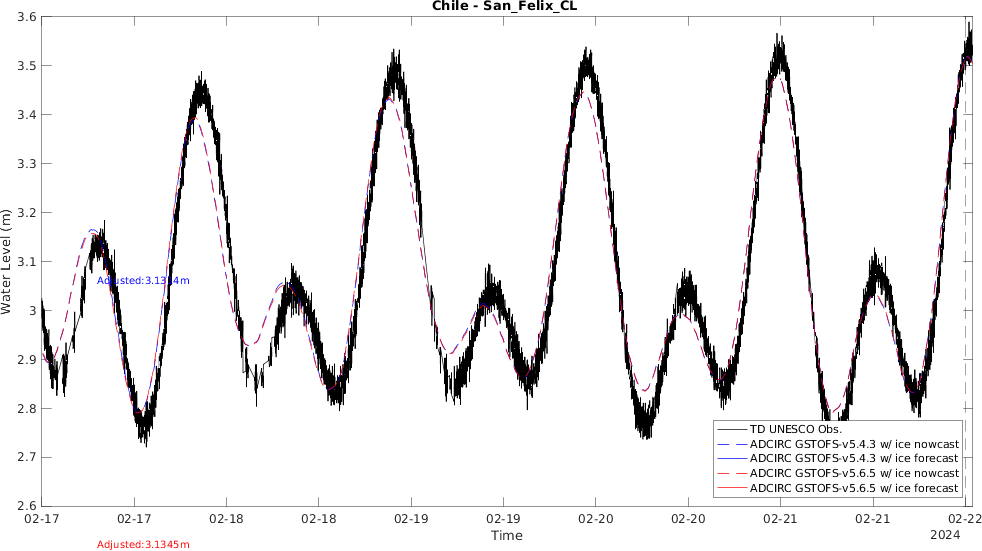 Chile - San_Felix_CL
3.6
3.5
3.4
3.3
3.2
3.1
3
2.9
2.8
2.7
2.6
Water Level (m)
Adjusted:3.1344m
TD UNESCO Obs.
ADCIRC GSTOFS-v5.4.3 w/ ice nowcast
ADCIRC GSTOFS-v5.4.3 w/ ice forecast
ADCIRC GSTOFS-v5.6.5 w/ ice nowcast
ADCIRC GSTOFS-v5.6.5 w/ ice forecast
02-17 02-17 02-18 02-18 02-19 02-19 02-20 02-20 02-21 02-21 02-22
Time
2024
Adjusted:3.1345m